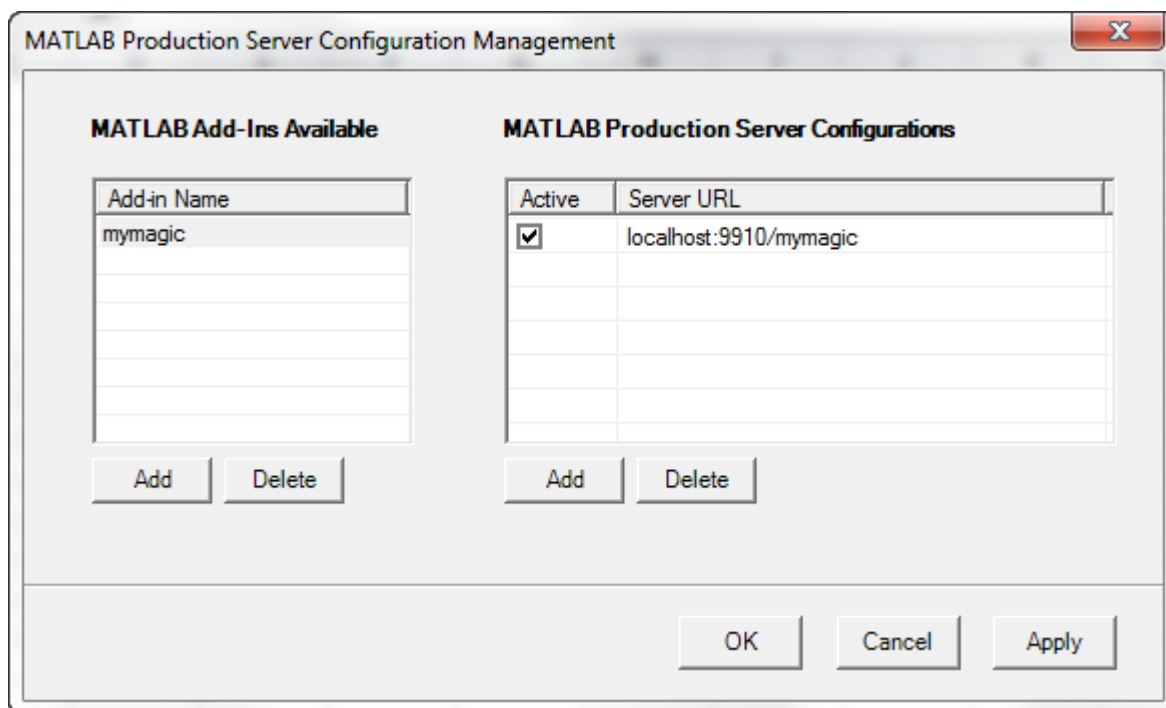 MATLAB Production Server Configuration Management
MATLAB Add-Ins Available
MATLAB Production Server Configurations
Add-in Name
Active Server URL
mymagic
localhost:9910/mymagic
Add Delete
Add Delete
OK Cancel Apply